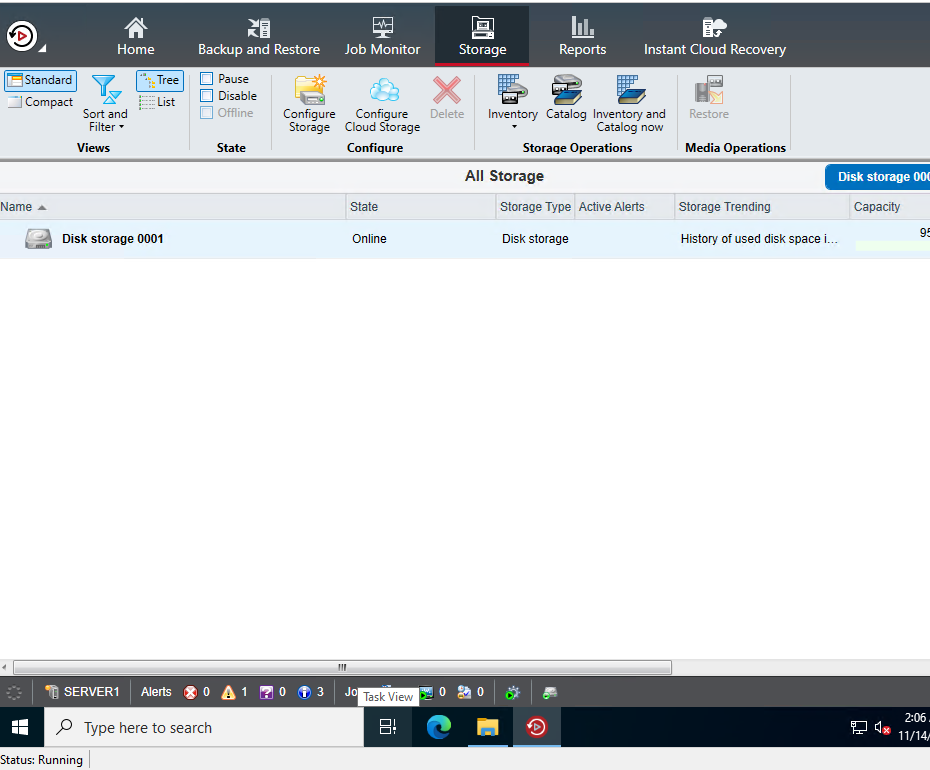 Home
Backup and Restore
Job Monitor
Storage
Reports
Instant Cloud Recovery
Standard
Compact
Sort and
Filter
Tree
List
Views
Pause
Disable
Offline
State
Configure
Storage
Configure
Cloud Storage
Delete
Configure
Inventory
Catalog
Inventory and
Catalog now
Storage Operations
Restore
Media Operations
All Storage
Disk storage 000
Name
State
Storage Type
Active Alerts
Storage Trending
Capacity
Disk storage 0001
Online
Disk storage
History of used disk space i...
95
SERVER1
Alerts
0
1
0
3
Jo
Task View
0
0
Type here to search
2:06
11/14/
Status: Running